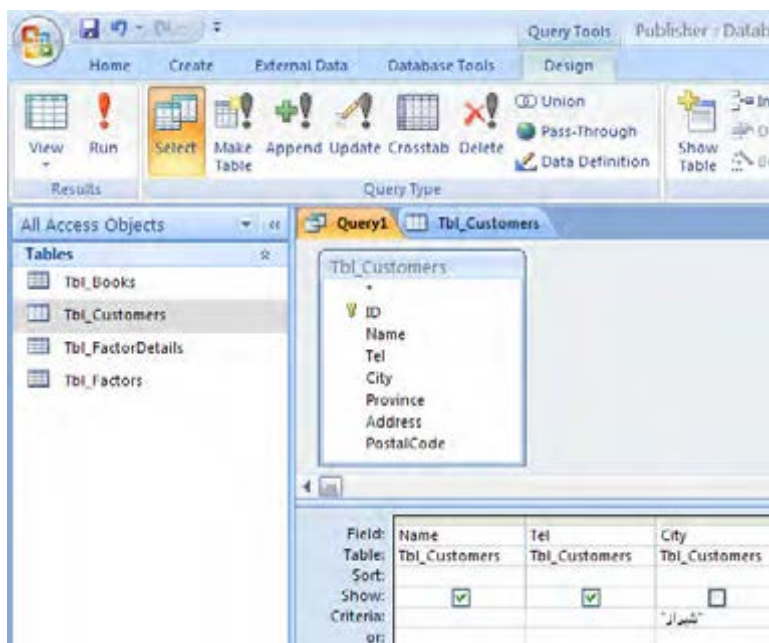 Query Tools Publisher : Datab
Home Create External Data Database Tools Design
View Run Select Make Table Append Update Crosstab Delete
Union
Pass-Through
Data Definition
Show Table
Results Query Type
All Access Objects
Query1 Tbl_Customers
Tables
Tbl_Books
Tbl_Customers
Tbl_FactorDetails
Tbl_Factors
Tbl_Customers
*
ID
Name
Tel
City
Province
Address
PostalCode
Field: Name Tel City
Table: Tbl_Customers Tbl_Customers Tbl_Customers
Sort:
Show:
Criteria: "شیراز"
or: